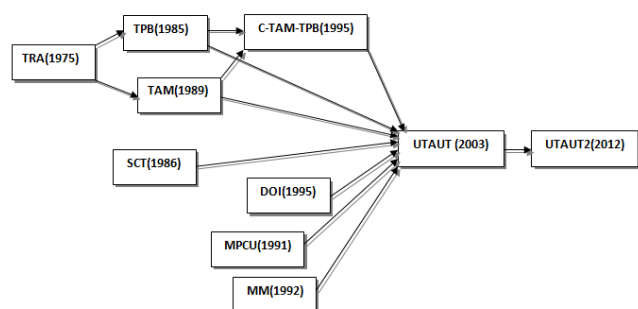 TPB(1985)
C-TAM-TPB(1995)
TRA(1975)
TAM(1989)
UTAUT (2003)
UTAUT2(2012)
SCT(1986)
DOI(1995)
MPCU(1991)
MM(1992)